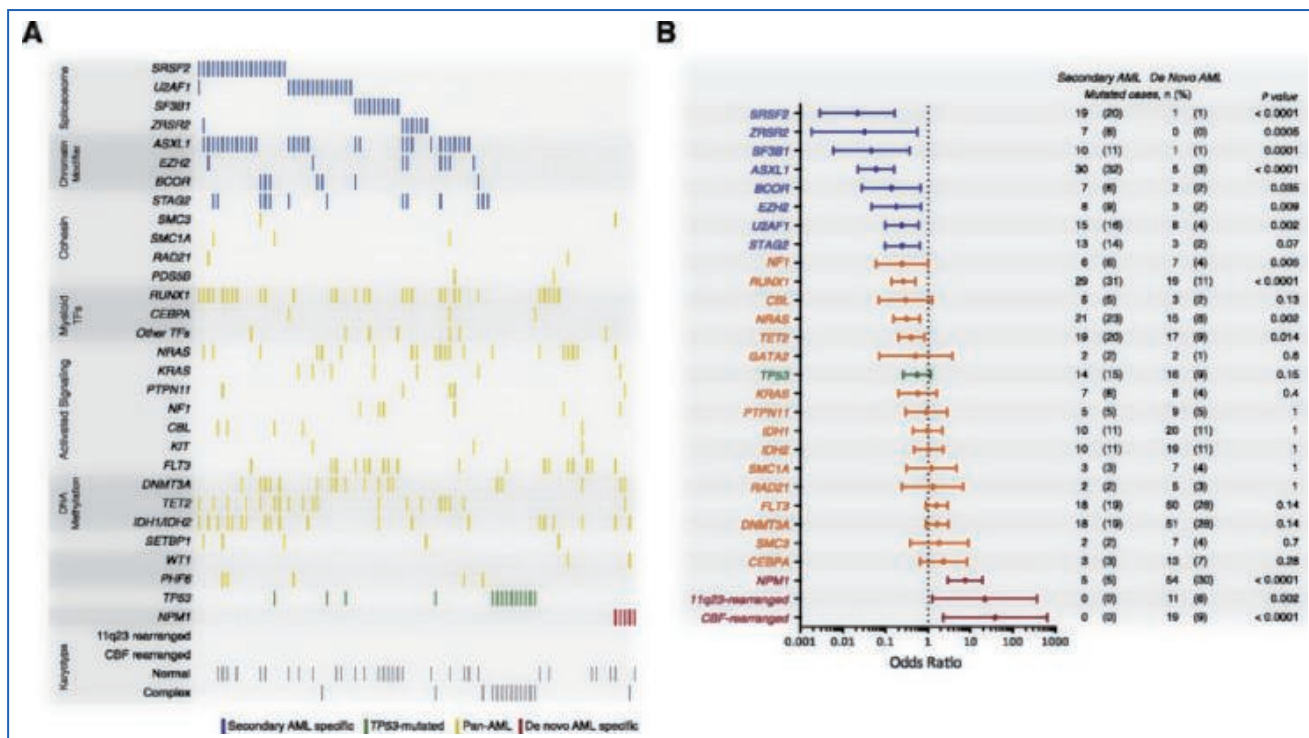 A
Spliceosome
SRSF2
U2AF1
SF3B1
ZRSR2
Chromatin Modifier
ASXL1
EZH2
BCOR
STAG2
Cohesin
SMC3
SMC1A
RAD21
PDS5B
Myeloid TFs
RUNX1
CEBPA
Other TFs
Activated Signaling
NRAS
KRAS
PTPN11
NF1
CBL
KIT
FLT3
DNA Methylation
DNMT3A
TET2
IDH1/IDH2
SETBP1
WT1
PHF6
TP53
NPM1
Karyotype
11q23 rearranged
CBF rearranged
Normal
Complex
Secondary AML specific TP53-mutated Pan-AML De novo AML specific
B
Secondary AML De Novo AML
Mutated cases, n (%) P value
SRSF2 19 (20) 1 (1) < 0.0001
ZRSR2 7 (8) 0 (0) 0.0005
SF3B1 10 (11) 1 (1) 0.0001
ASXL1 30 (32) 5 (3) < 0.0001
BCOR 7 (8) 2 (2) 0.035
EZH2 8 (9) 3 (2) 0.009
U2AF1 15 (16) 8 (4) 0.002
STAG2 13 (14) 3 (2) 0.07
NF1 6 (6) 7 (4) 0.005
RUNX1 29 (31) 19 (11) < 0.0001
CBL 5 (5) 3 (2) 0.13
NRAS 21 (23) 15 (8) 0.002
TET2 19 (20) 17 (9) 0.014
GATA2 2 (2) 2 (1) 0.6
TP53 14 (15) 16 (9) 0.15
KRAS 7 (8) 8 (4) 0.4
PTPN11 5 (5) 9 (5) 1
IDH1 10 (11) 20 (11) 1
IDH2 10 (11) 19 (11) 1
SMC1A 3 (3) 7 (4) 1
RAD21 2 (2) 5 (3) 1
FLT3 18 (19) 50 (28) 0.14
DNMT3A 18 (19) 51 (28) 0.14
SMC3 2 (2) 7 (4) 0.7
CEBPA 3 (3) 13 (7) 0.28
NPM1 5 (5) 54 (30) < 0.0001
11q23-rearranged 0 (0) 11 (6) 0.002
CBF-rearranged 0 (0) 19 (9) < 0.0001
0.001 0.01 0.1 1 10 100 1000
Odds Ratio